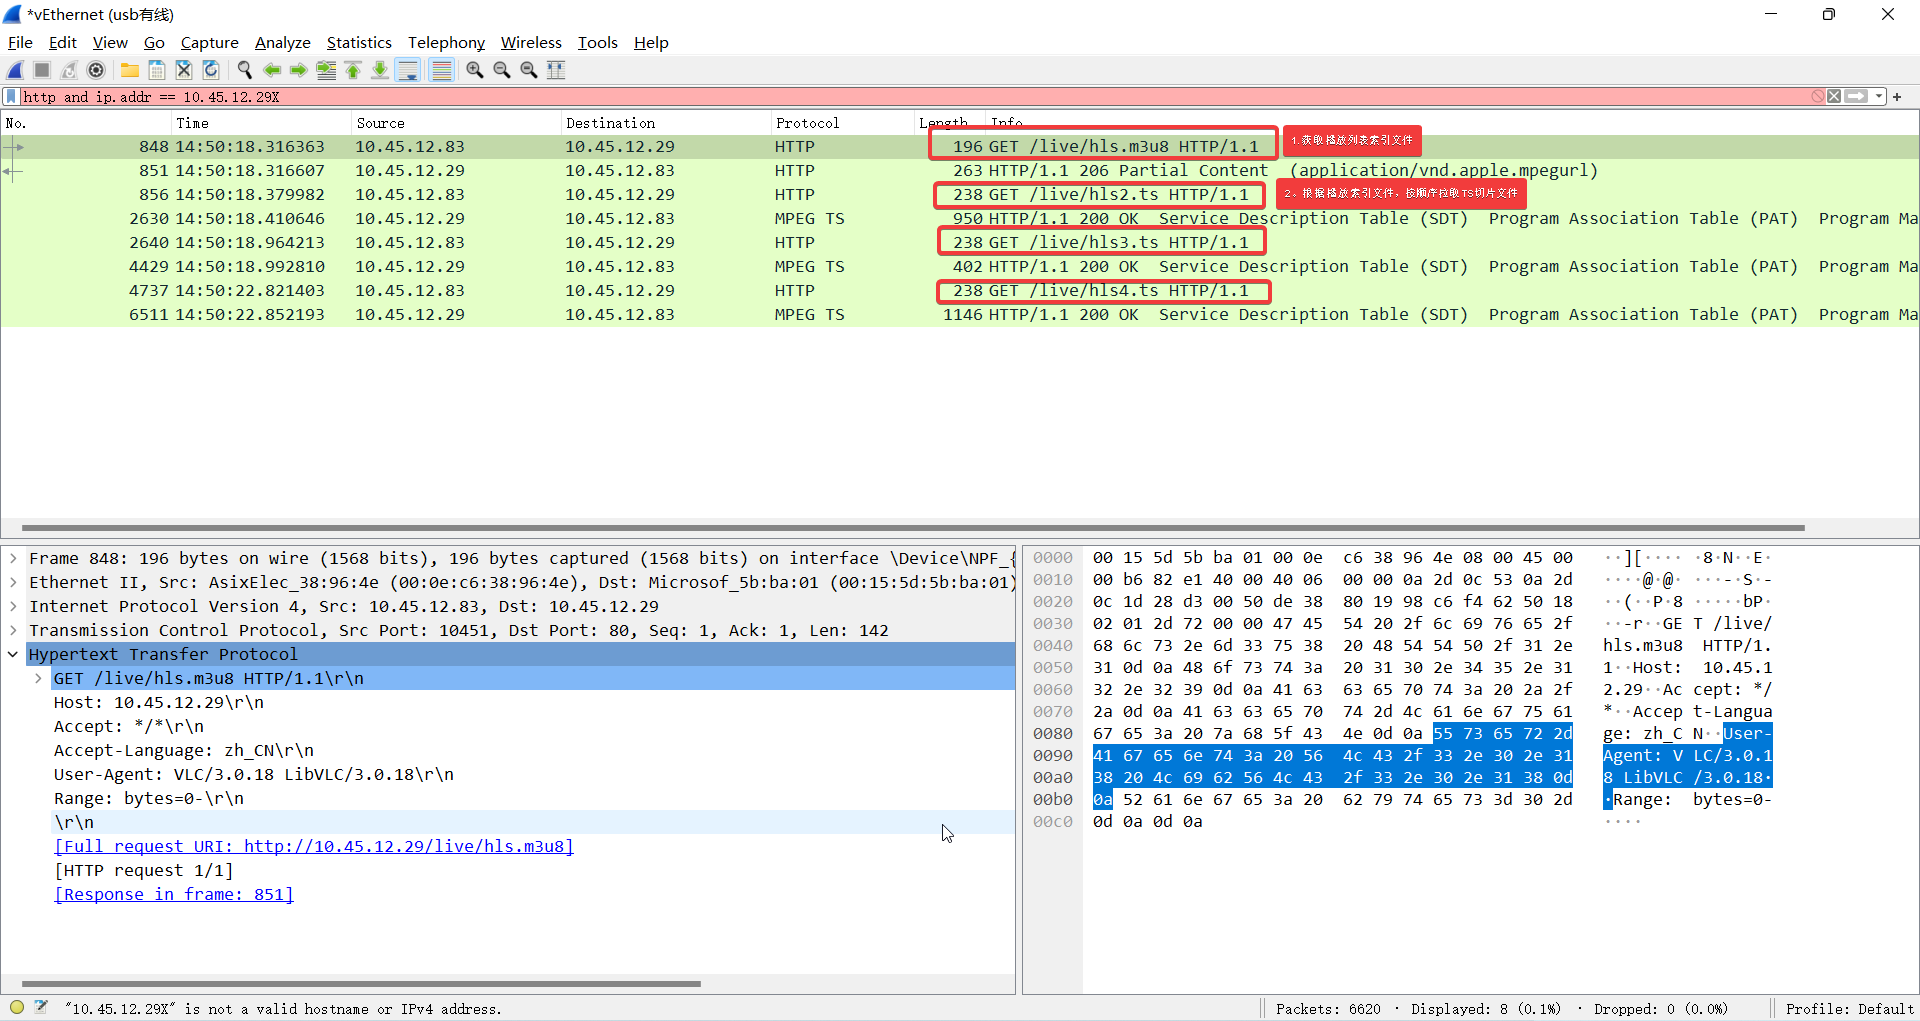 *vEthernet (usb有线)
File Edit View Go Capture Analyze Statistics Telephony Wireless Tools Help
http and ip.addr == 10.45.12.29X
No. Time Source Destination Protocol Length Info
848 14:50:18.316363 10.45.12.83 10.45.12.29 HTTP 196 GET /live/hls.m3u8 HTTP/1.1 1.获取播放列表索引文件
851 14:50:18.316607 10.45.12.29 10.45.12.83 HTTP 263 HTTP/1.1 206 Partial Content (application/vnd.apple.mpegurl)
856 14:50:18.379982 10.45.12.83 10.45.12.29 HTTP 238 GET /live/hls2.ts HTTP/1.1 2。根据播放索引文件，按顺序拉取TS切片文件
2630 14:50:18.410646 10.45.12.29 10.45.12.83 MPEG TS 950 HTTP/1.1 200 OK Service Description Table (SDT) Program Association Table (PAT) Program Ma
2640 14:50:18.964213 10.45.12.83 10.45.12.29 HTTP 238 GET /live/hls3.ts HTTP/1.1
4429 14:50:18.992810 10.45.12.29 10.45.12.83 MPEG TS 402 HTTP/1.1 200 OK Service Description Table (SDT) Program Association Table (PAT) Program Ma
4737 14:50:22.821403 10.45.12.83 10.45.12.29 HTTP 238 GET /live/hls4.ts HTTP/1.1
6511 14:50:22.852193 10.45.12.29 10.45.12.83 MPEG TS 1146 HTTP/1.1 200 OK Service Description Table (SDT) Program Association Table (PAT) Program Ma
Frame 848: 196 bytes on wire (1568 bits), 196 bytes captured (1568 bits) on interface \Device\NPF_{
Ethernet II, Src: AsixElec_38:96:4e (00:0e:c6:38:96:4e), Dst: Microsof_5b:ba:01 (00:15:5d:5b:ba:01)
Internet Protocol Version 4, Src: 10.45.12.83, Dst: 10.45.12.29
Transmission Control Protocol, Src Port: 10451, Dst Port: 80, Seq: 1, Ack: 1, Len: 142
Hypertext Transfer Protocol
GET /live/hls.m3u8 HTTP/1.1\r\n
Host: 10.45.12.29\r\n
Accept: */*\r\n
Accept-Language: zh_CN\r\n
User-Agent: VLC/3.0.18 LibVLC/3.0.18\r\n
Range: bytes=0-\r\n
\r\n
[Full request URI: http://10.45.12.29/live/hls.m3u8]
[HTTP request 1/1]
[Response in frame: 851]
0000 00 15 5d 5b ba 01 00 0e c6 38 96 4e 08 00 45 00 ··][···· ·8·N··E·
0010 00 b6 82 e1 40 00 40 06 00 00 0a 2d 0c 53 0a 2d ····@·@· ···-·S·-
0020 0c 1d 28 d3 00 50 de 38 80 19 98 c6 f4 62 50 18 ··(··P·8 ·····bP·
0030 02 01 2d 72 00 00 47 45 54 20 2f 6c 69 76 65 2f ··-r··GE T /live/
0040 68 6c 73 2e 6d 33 75 38 20 48 54 54 50 2f 31 2e hls.m3u8 HTTP/1.
0050 31 0d 0a 48 6f 73 74 3a 20 31 30 2e 34 35 2e 31 1··Host: 10.45.1
0060 32 2e 32 39 0d 0a 41 63 63 65 70 74 3a 20 2a 2f 2.29··Ac cept: */
0070 2a 0d 0a 41 63 63 65 70 74 2d 4c 61 6e 67 75 61 *··Accep t-Langua
0080 67 65 3a 20 7a 68 5f 43 4e 0d 0a 55 73 65 72 2d ge: zh_C N··User-
0090 41 67 65 6e 74 3a 20 56 4c 43 2f 33 2e 30 2e 31 Agent: V LC/3.0.1
00a0 38 20 4c 69 62 56 4c 43 2f 33 2e 30 2e 31 38 0d 8 LibVLC /3.0.18·
00b0 0a 52 61 6e 67 65 3a 20 62 79 74 65 73 3d 30 2d ·Range: bytes=0-
00c0 0d 0a 0d 0a ····
"10.45.12.29X" is not a valid hostname or IPv4 address.
Packets: 6620 · Displayed: 8 (0.1%) · Dropped: 0 (0.0%)
Profile: Default